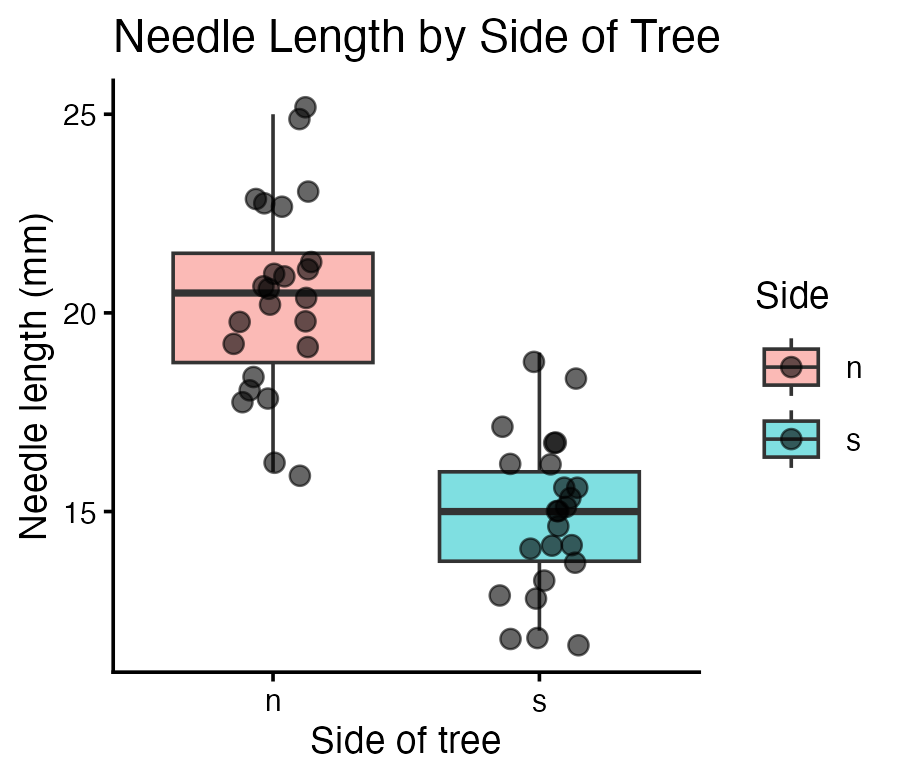 Needle Length by Side of Tree
25
20
15
Needle length (mm)
n
s
Side of tree
Side
n
s